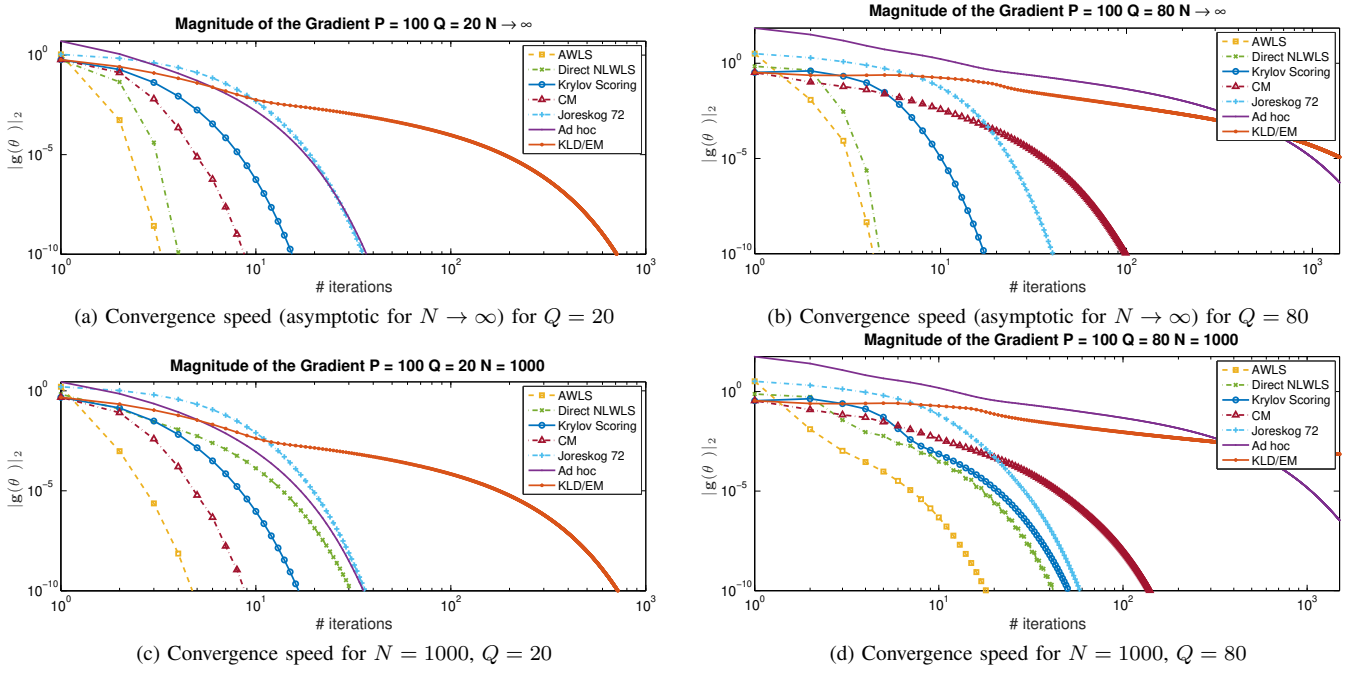 Magnitude of the Gradient P = 100 Q = 20 N → ∞
10^0
10^-5
10^-10
|g(θ )|_2
AWLS
Direct NLWLS
Krylov Scoring
CM
Joreskog 72
Ad hoc
KLD/EM
10^0 10^1 10^2 10^3
# iterations
(a) Convergence speed (asymptotic for N → ∞) for Q = 20
Magnitude of the Gradient P = 100 Q = 80 N → ∞
10^0
10^-5
10^-10
|g(θ )|_2
AWLS
Direct NLWLS
Krylov Scoring
CM
Joreskog 72
Ad hoc
KLD/EM
10^0 10^1 10^2 10^3
# iterations
(b) Convergence speed (asymptotic for N → ∞) for Q = 80
Magnitude of the Gradient P = 100 Q = 20 N = 1000
10^0
10^-5
10^-10
|g(θ )|_2
AWLS
Direct NLWLS
Krylov Scoring
CM
Joreskog 72
Ad hoc
KLD/EM
10^0 10^1 10^2 10^3
# iterations
(c) Convergence speed for N = 1000, Q = 20
Magnitude of the Gradient P = 100 Q = 80 N = 1000
10^0
10^-5
10^-10
|g(θ )|_2
AWLS
Direct NLWLS
Krylov Scoring
CM
Joreskog 72
Ad hoc
KLD/EM
10^0 10^1 10^2 10^3
# iterations
(d) Convergence speed for N = 1000, Q = 80